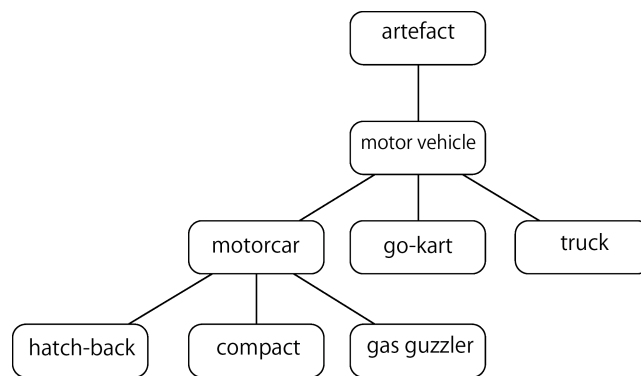 artefact
motor vehicle
motorcar
go-kart
truck
hatch-back
compact
gas guzzler